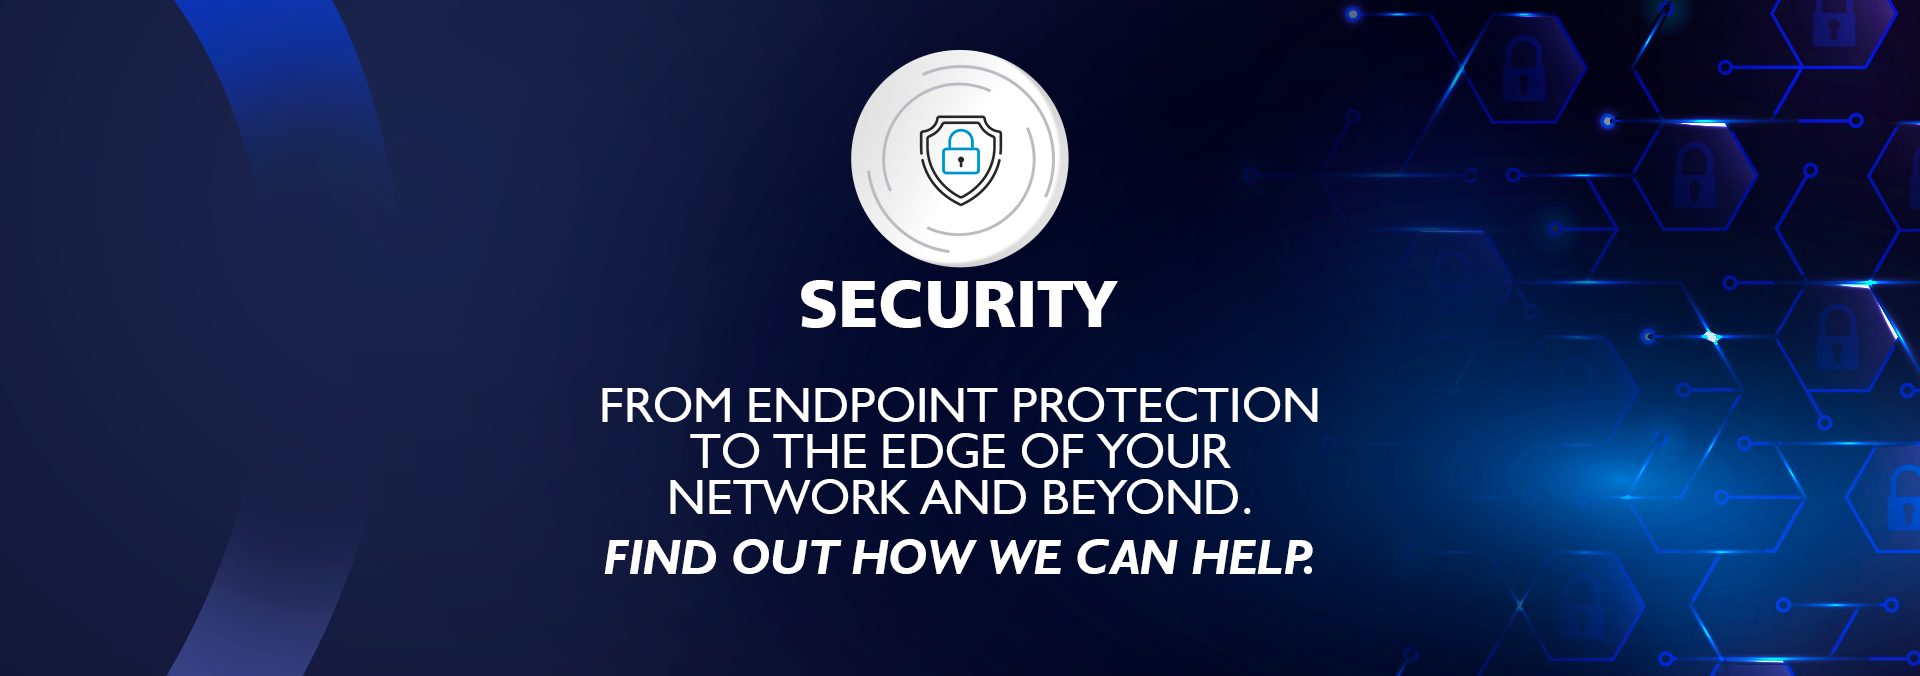 SECURITY
FROM ENDPOINT PROTECTION
TO THE EDGE OF YOUR
NETWORK AND BEYOND.
FIND OUT HOW WE CAN HELP.